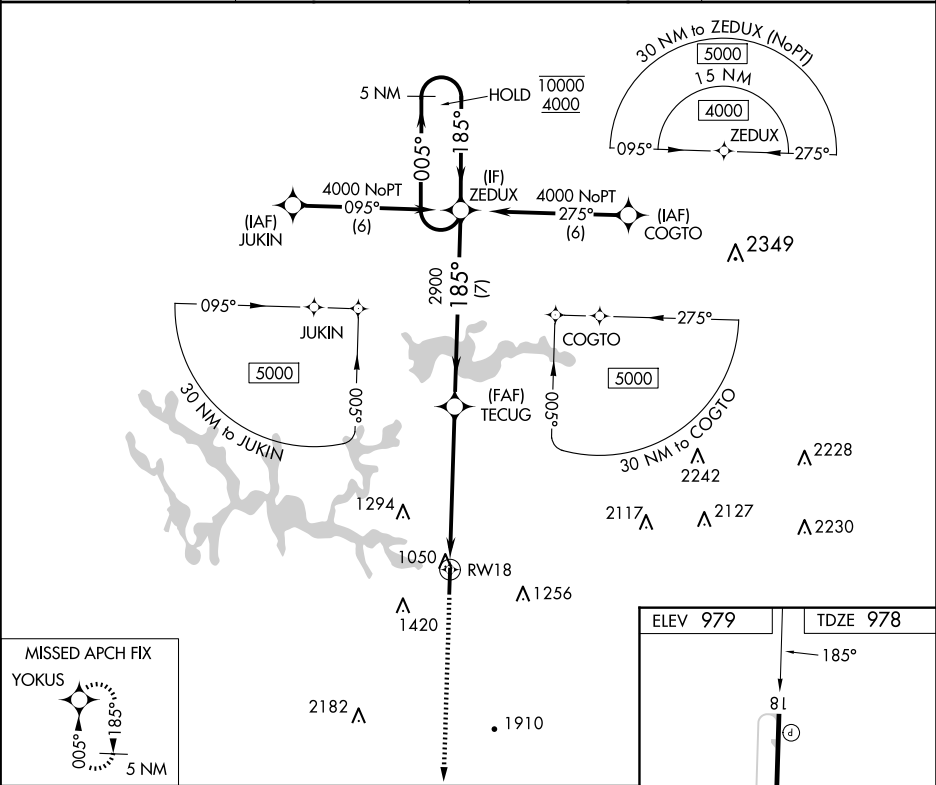 30 NM to ZEDUX (NoPT)
5000
15 NM
4000
ZEDUX
095°
275°
5 NM
HOLD
10000
4000
005°
185°
(IF)
ZEDUX
4000 NoPT
095°
(6)
(IAF)
JUKIN
4000 NoPT
275°
(6)
(IAF)
COGTO
2349
2900
185°
(7)
095°
JUKIN
5000
005°
30 NM to JUKIN
COGTO
275°
5000
005°
30 NM to COGTO
(FAF)
TECUG
2242
2228
1294
2117
2127
2230
1050
RW18
1256
1420
2182
1910
MISSED APCH FIX
YOKUS
185°
005°
5 NM
ELEV 979
TDZE 978
185°
18
P